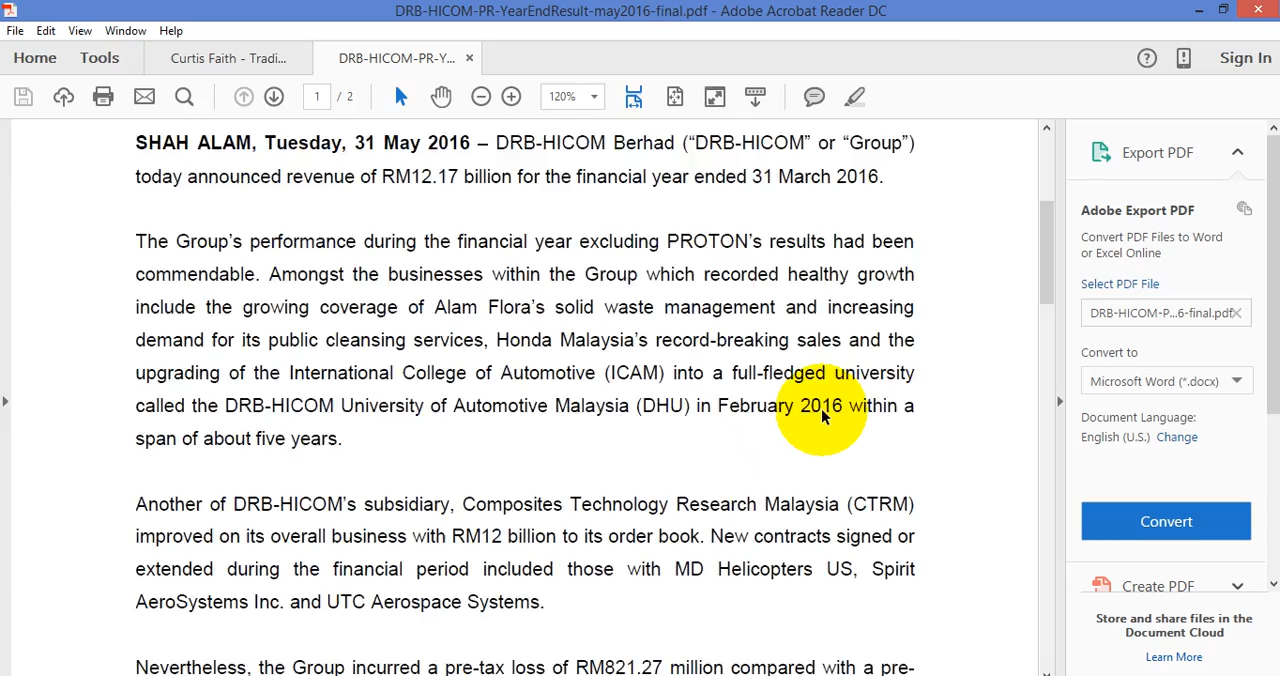 DRB-HICOM-PR-YearEndResult-may2016-final.pdf - Adobe Acrobat Reader DC
File Edit View Window Help
Home Tools Curtis Faith - Tradi... DRB-HICOM-PR-Y... × ? Sign In
1 / 2 120%
SHAH ALAM, Tuesday, 31 May 2016 – DRB-HICOM Berhad (“DRB-HICOM” or “Group”)
today announced revenue of RM12.17 billion for the financial year ended 31 March 2016.
The Group’s performance during the financial year excluding PROTON’s results had been
commendable. Amongst the businesses within the Group which recorded healthy growth
include the growing coverage of Alam Flora’s solid waste management and increasing
demand for its public cleansing services, Honda Malaysia’s record-breaking sales and the
upgrading of the International College of Automotive (ICAM) into a full-fledged university
called the DRB-HICOM University of Automotive Malaysia (DHU) in February 2016 within a
span of about five years.
Another of DRB-HICOM’s subsidiary, Composites Technology Research Malaysia (CTRM)
improved on its overall business with RM12 billion to its order book. New contracts signed or
extended during the financial period included those with MD Helicopters US, Spirit
AeroSystems Inc. and UTC Aerospace Systems.
Nevertheless, the Group incurred a pre-tax loss of RM821.27 million compared with a pre-
Export PDF
Adobe Export PDF
Convert PDF Files to Word
or Excel Online
Select PDF File
DRB-HICOM-P...6-final.pdf
Convert to
Microsoft Word (*.docx)
Document Language:
English (U.S.) Change
Convert
Create PDF
Store and share files in the
Document Cloud
Learn More